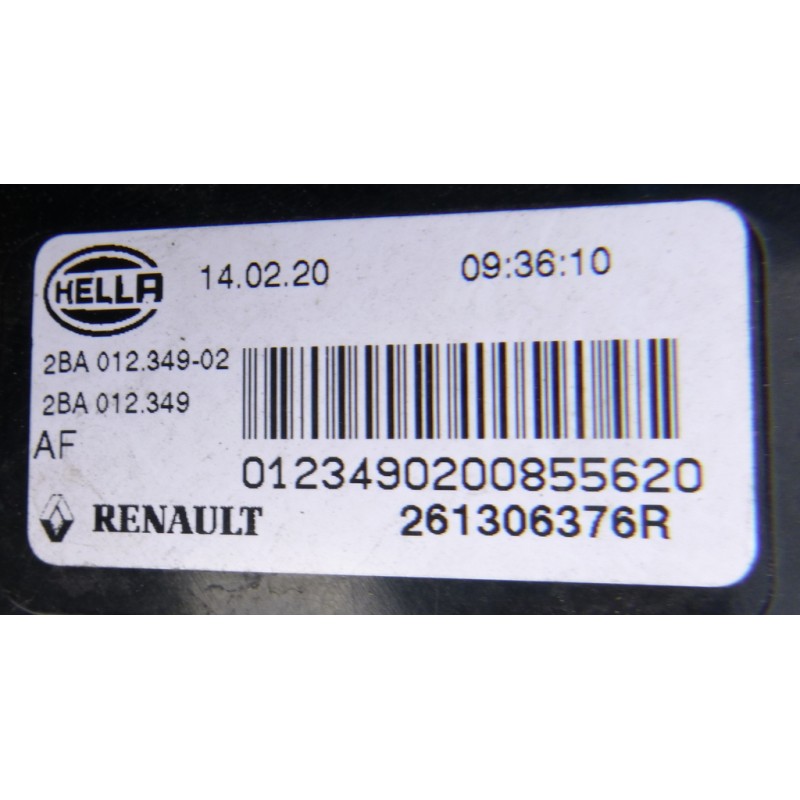 HELLA 14.02.20 09:36:10
2BA 012.349-02
2BA 012.349
AF
0123490200855620
RENAULT 261306376R